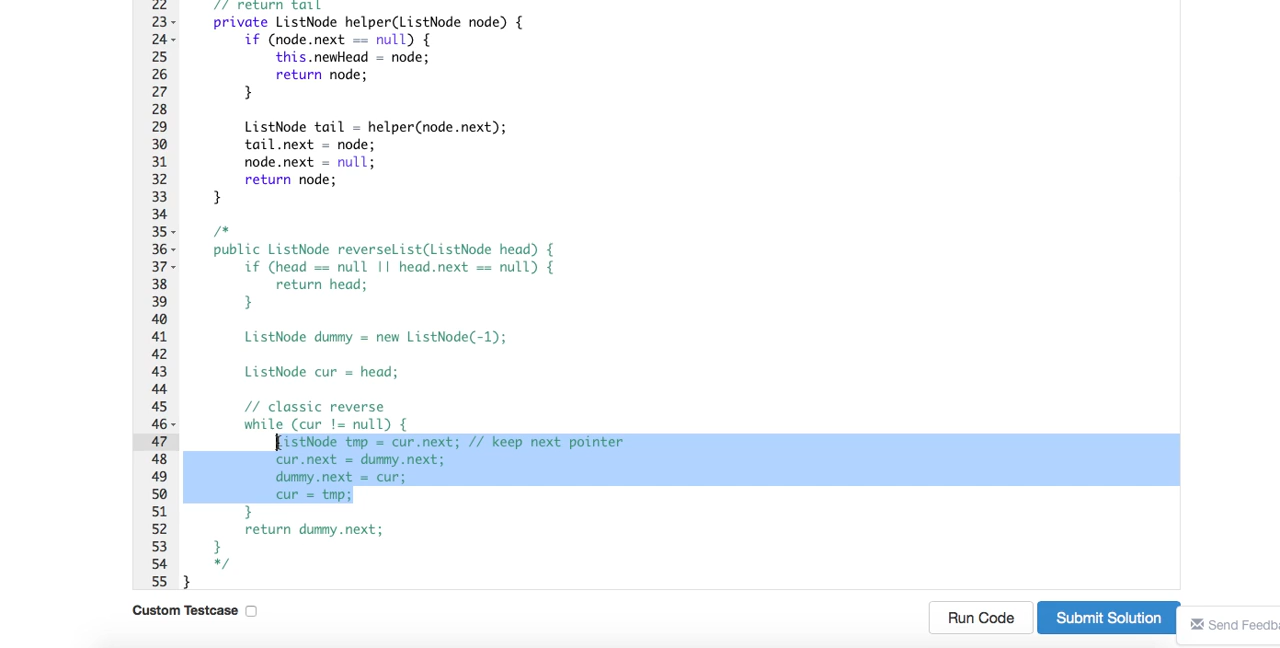 22 // return tail
23 private ListNode helper(ListNode node) {
24 if (node.next == null) {
25 this.newHead = node;
26 return node;
27 }
28
29 ListNode tail = helper(node.next);
30 tail.next = node;
31 node.next = null;
32 return node;
33 }
34
35 /*
36 public ListNode reverseList(ListNode head) {
37 if (head == null || head.next == null) {
38 return head;
39 }
40
41 ListNode dummy = new ListNode(-1);
42
43 ListNode cur = head;
44
45 // classic reverse
46 while (cur != null) {
47 ListNode tmp = cur.next; // keep next pointer
48 cur.next = dummy.next;
49 dummy.next = cur;
50 cur = tmp;
51 }
52 return dummy.next;
53 }
54 */
55 }
Custom Testcase
Run Code
Submit Solution
Send Feedba